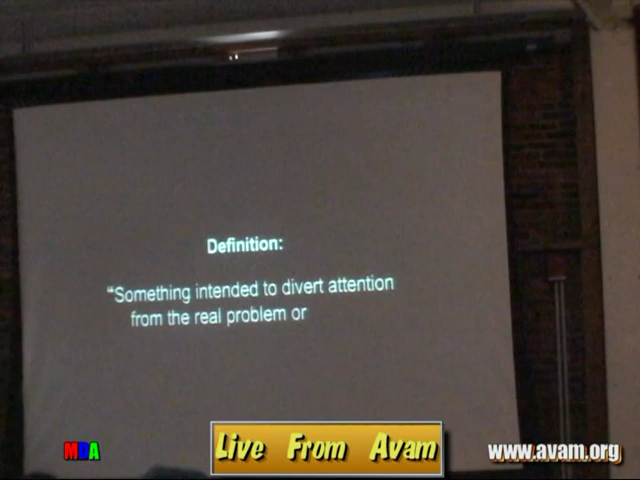 Definition:
“Something intended to divert attention
from the real problem or
MDA
Live From Avam
www.avam.org